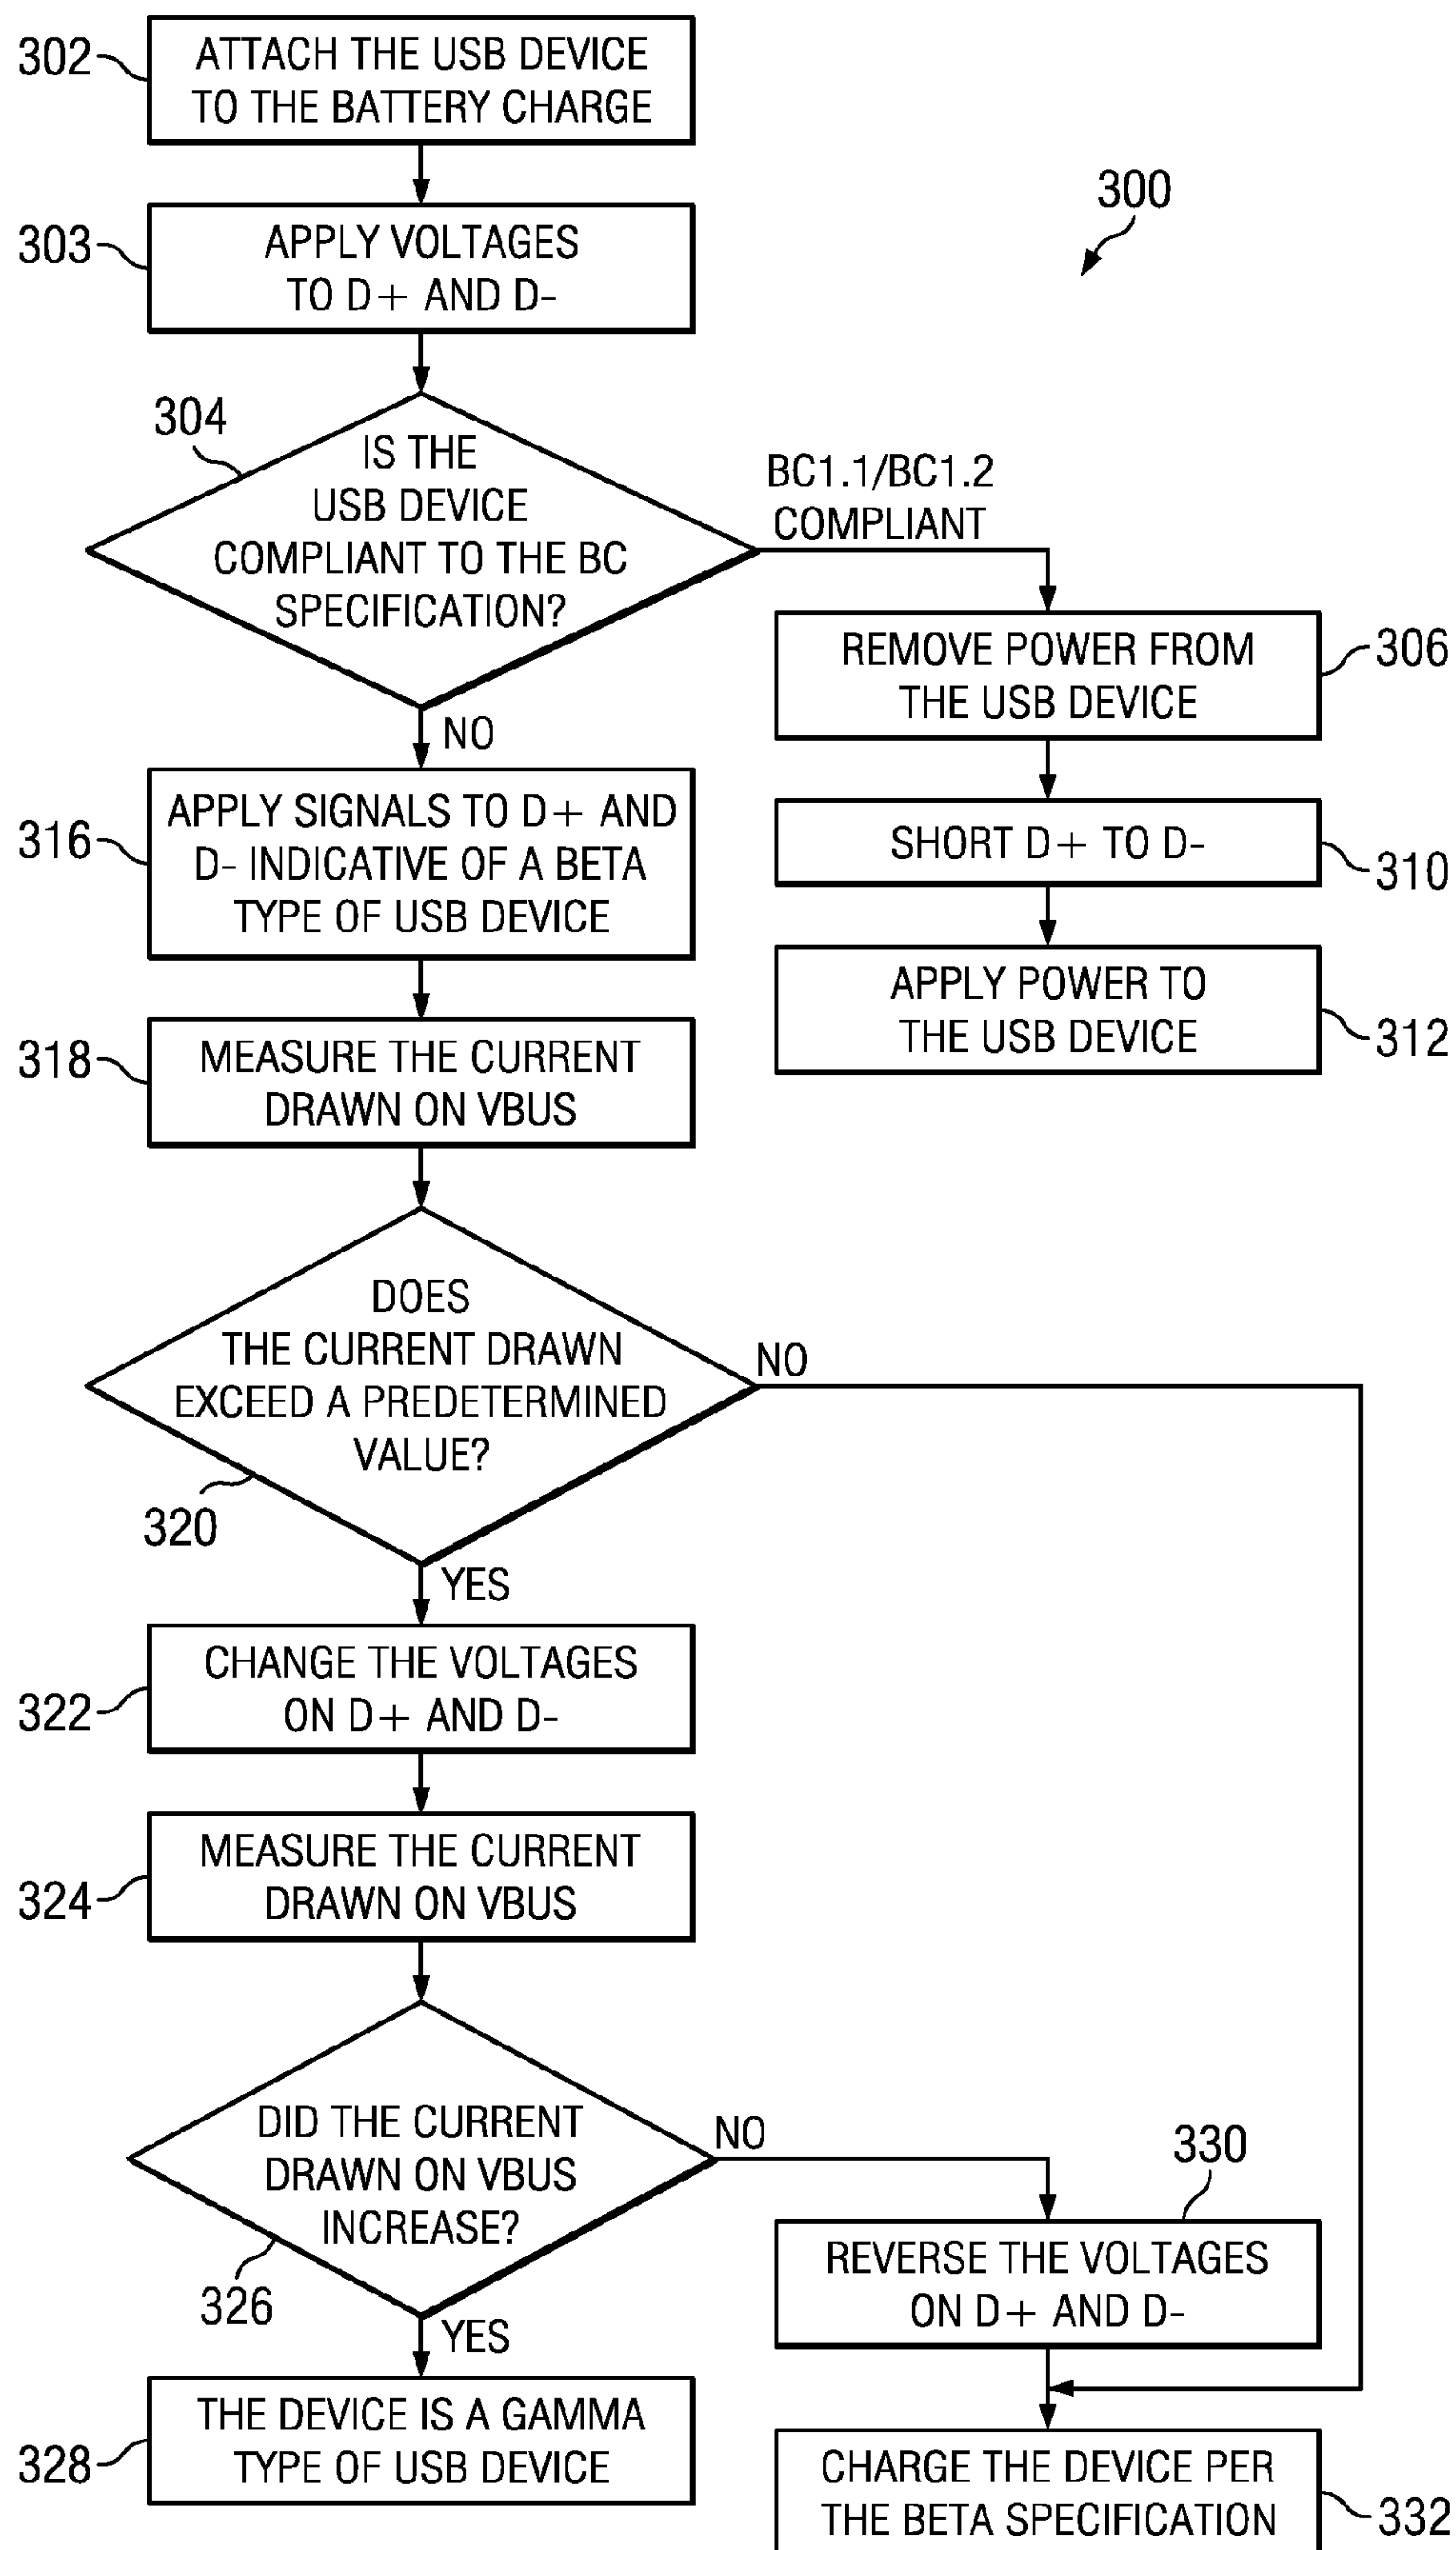 302
ATTACH THE USB DEVICE
TO THE BATTERY CHARGE
300
303
APPLY VOLTAGES
TO D+ AND D-
304
IS THE
USB DEVICE
COMPLIANT TO THE BC
SPECIFICATION?
BC1.1/BC1.2
COMPLIANT
NO
REMOVE POWER FROM
THE USB DEVICE
306
SHORT D+ TO D-
310
APPLY POWER TO
THE USB DEVICE
312
316
APPLY SIGNALS TO D+ AND
D- INDICATIVE OF A BETA
TYPE OF USB DEVICE
318
MEASURE THE CURRENT
DRAWN ON VBUS
DOES
THE CURRENT DRAWN
EXCEED A PREDETERMINED
VALUE?
NO
320
YES
322
CHANGE THE VOLTAGES
ON D+ AND D-
324
MEASURE THE CURRENT
DRAWN ON VBUS
DID THE CURRENT
DRAWN ON VBUS
INCREASE?
NO
326
YES
330
REVERSE THE VOLTAGES
ON D+ AND D-
328
THE DEVICE IS A GAMMA
TYPE OF USB DEVICE
CHARGE THE DEVICE PER
THE BETA SPECIFICATION
332